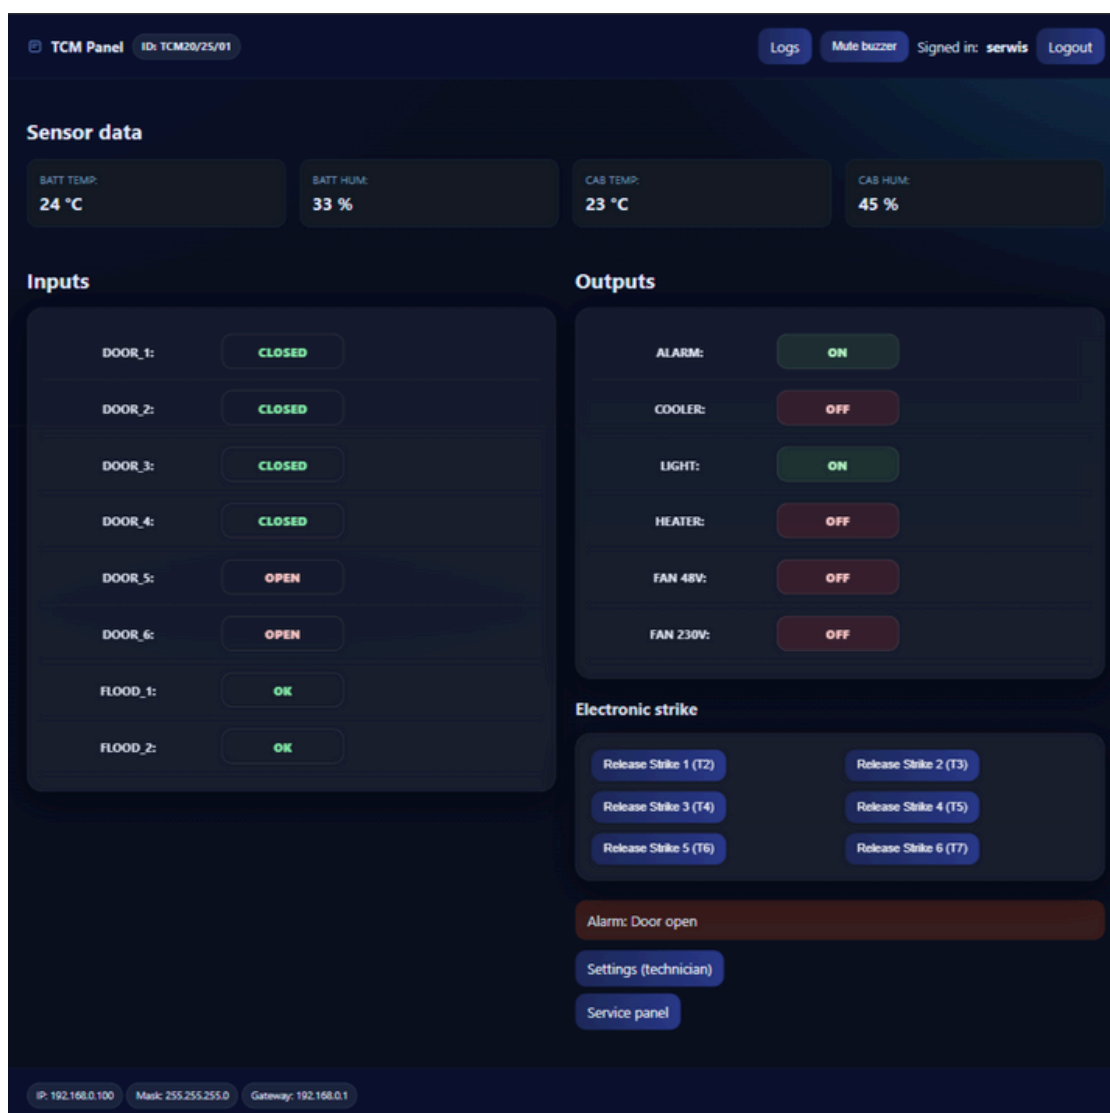 TCM Panel ID: TCM20/25/01 Logs Mute buzzer Signed in: serwis Logout
Sensor data
BATT TEMP: BATT HUM: CAB TEMP: CAB HUM:
24 °C 33 % 23 °C 45 %
Inputs
DOOR_1: CLOSED
DOOR_2: CLOSED
DOOR_3: CLOSED
DOOR_4: CLOSED
DOOR_5: OPEN
DOOR_6: OPEN
FLOOD_1: OK
FLOOD_2: OK
Outputs
ALARM: ON
COOLER: OFF
LIGHT: ON
HEATER: OFF
FAN 48V: OFF
FAN 230V: OFF
Electronic strike
Release Strike 1 (T2) Release Strike 2 (T3)
Release Strike 3 (T4) Release Strike 4 (T5)
Release Strike 5 (T6) Release Strike 6 (T7)
Alarm: Door open
Settings (technician)
Service panel
IP: 192.168.0.100 Mask: 255.255.255.0 Gateway: 192.168.0.1